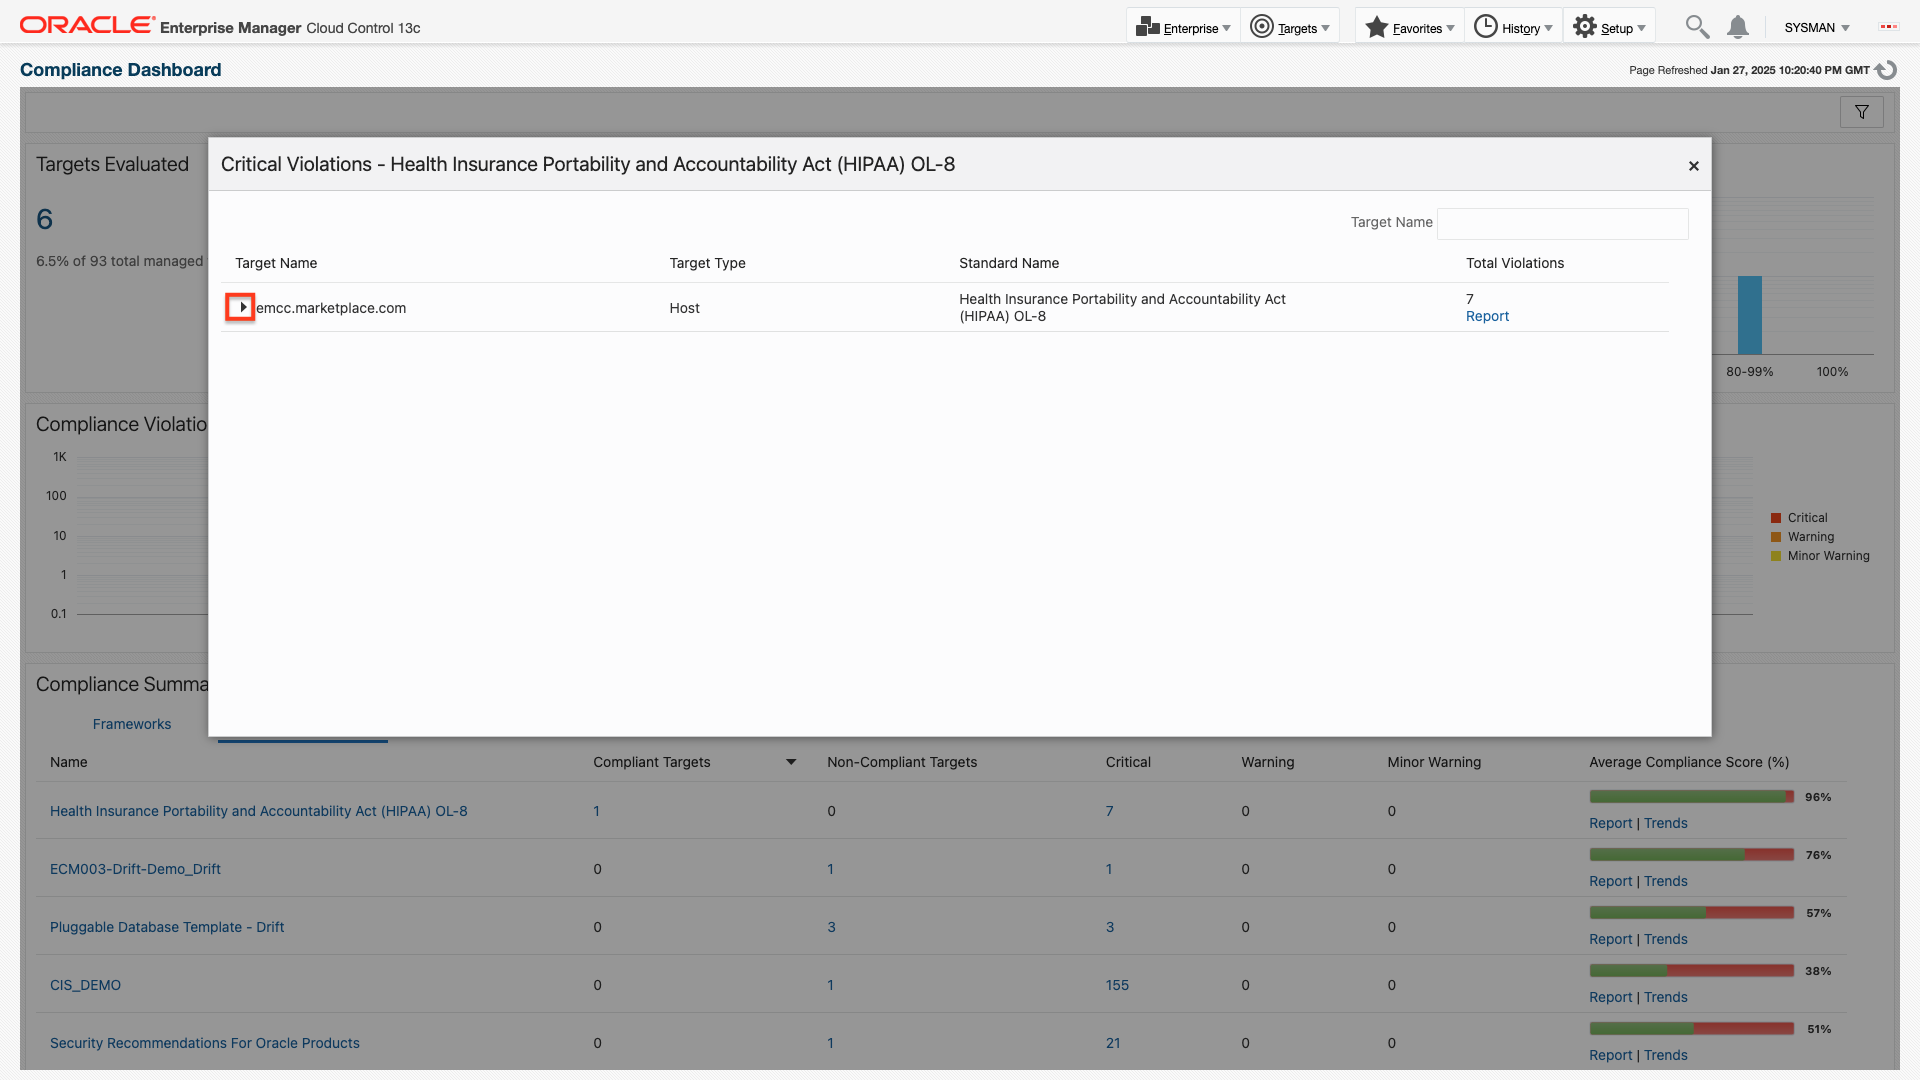 ORACLE Enterprise Manager Cloud Control 13c
Enterprise Targets Favorites History Setup SYSMAN
Compliance Dashboard
Page Refreshed Jan 27, 2025 10:20:40 PM GMT
Targets Evaluated
6
6.5% of 93 total managed
Critical Violations - Health Insurance Portability and Accountability Act (HIPAA) OL-8
×
Target Name
Target Name Target Type Standard Name Total Violations
emcc.marketplace.com Host Health Insurance Portability and Accountability Act 7
(HIPAA) OL-8 Report
80-99% 100%
Compliance Violatio
1K
100
10
1
0.1
Critical
Warning
Minor Warning
Compliance Summa
Frameworks
Name Compliant Targets Non-Compliant Targets Critical Warning Minor Warning Average Compliance Score (%)
Health Insurance Portability and Accountability Act (HIPAA) OL-8 1 0 7 0 0 96%
Report | Trends
ECM003-Drift-Demo_Drift 0 1 1 0 0 76%
Report | Trends
Pluggable Database Template - Drift 0 3 3 0 0 57%
Report | Trends
CIS_DEMO 0 1 155 0 0 38%
Report | Trends
Security Recommendations For Oracle Products 0 1 21 0 0 51%
Report | Trends